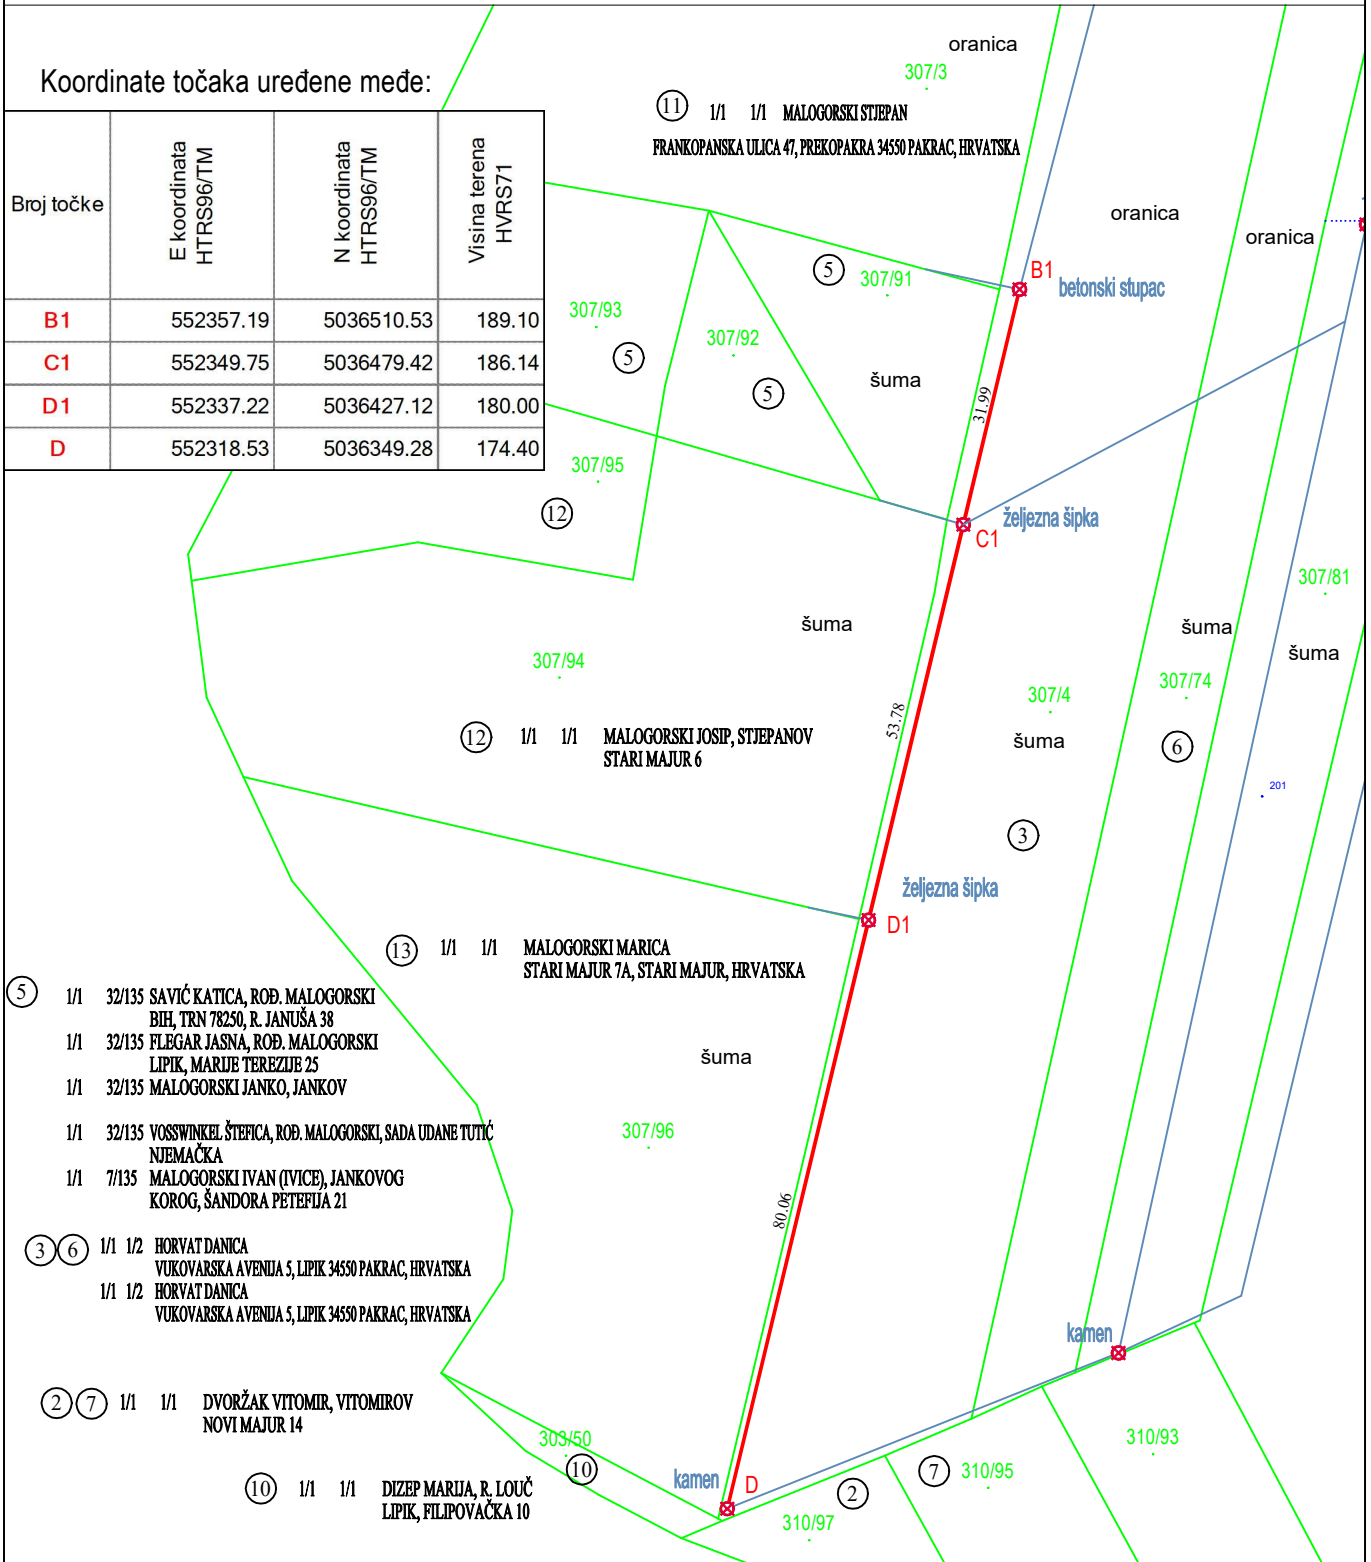 Koordinate točaka uređene međe:
Broj točke
E koordinata
HTRS96/TM
N koordinata
HTRS96/TM
Visina terena
HVRS71
B1 552357.19 5036510.53 189.10
C1 552349.75 5036479.42 186.14
D1 552337.22 5036427.12 180.00
D 552318.53 5036349.28 174.40
oranica
307/3
11 1/1 1/1 MALOGORSKI STJEPAN
FRANKOPANSKA ULICA 47, PREKOPAKRA 34550 PAKRAC, HRVATSKA
oranica
oranica
5
307/91
B1
betonski stupac
307/93
307/92
5
5
šuma
31.99
307/95
12
željezna šipka
C1
307/81
šuma
šuma
šuma
307/94
307/4
307/74
53.78
12 1/1 1/1 MALOGORSKI JOSIP, STJEPANOV
STARI MAJUR 6
šuma
6
201
3
željezna šipka
D1
13 1/1 1/1 MALOGORSKI MARICA
STARI MAJUR 7A, STARI MAJUR, HRVATSKA
5 1/1 32/135 SAVIĆ KATICA, ROĐ. MALOGORSKI
BIH, TRN 78250, R. JANUŠA 38
1/1 32/135 FLEGAR JASNA, ROĐ. MALOGORSKI
LIPIK, MARIJE TEREZIJE 25
1/1 32/135 MALOGORSKI JANKO, JANKOV
1/1 32/135 VOSSWINKEL ŠTEFICA, ROĐ. MALOGORSKI, SADA UDANE TUTIĆ
NJEMAČKA
1/1 7/135 MALOGORSKI IVAN (IVICE), JANKOVOG
KOROG, ŠANDORA PETEFIJA 21
šuma
307/96
80.06
3 6 1/1 1/2 HORVAT DANICA
VUKOVARSKA AVENIJA 5, LIPIK 34550 PAKRAC, HRVATSKA
1/1 1/2 HORVAT DANICA
VUKOVARSKA AVENIJA 5, LIPIK 34550 PAKRAC, HRVATSKA
kamen
2 7 1/1 1/1 DVORŽAK VITOMIR, VITOMIROV
NOVI MAJUR 14
303/50
10
310/93
7
310/95
kamen
D
2
10 1/1 1/1 DIZEP MARIJA, R. LOUČ
LIPIK, FILIPOVAČKA 10
310/97